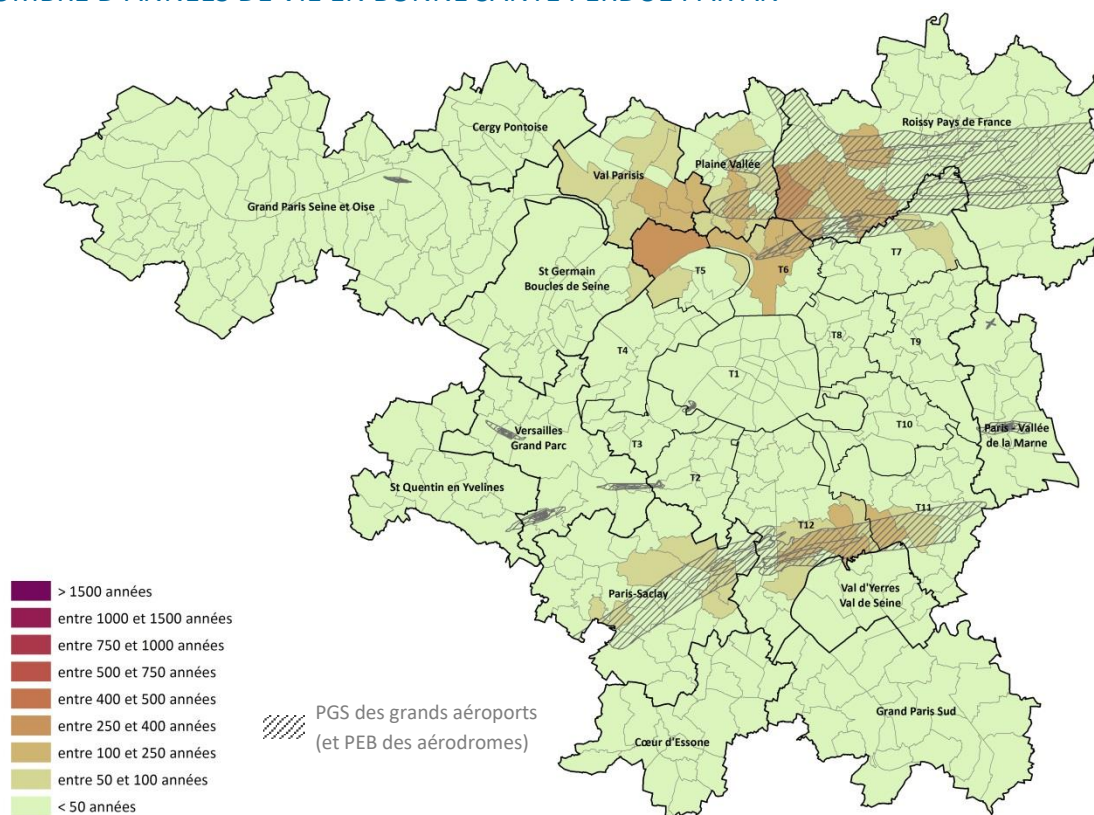 Cergy Pontoise
Roissy Pays de France
Plaine Vallée
Val Parisis
Grand Paris Seine et Oise
St Germain
Boucles de Seine
T5
T6
T7
T4
T8
T9
T1
Versailles
Grand Parc
T3
T10
Paris - Vallée
de la Marne
St Quentin en Yvelines
T2
T12
T11
Paris-Saclay
Val d'Yerres
Val de Seine
Grand Paris Sud
Cœur d'Essone
> 1500 années
entre 1000 et 1500 années
entre 750 et 1000 années
entre 500 et 750 années
entre 400 et 500 années
entre 250 et 400 années
entre 100 et 250 années
entre 50 et 100 années
< 50 années
PGS des grands aéroports
(et PEB des aérodromes)